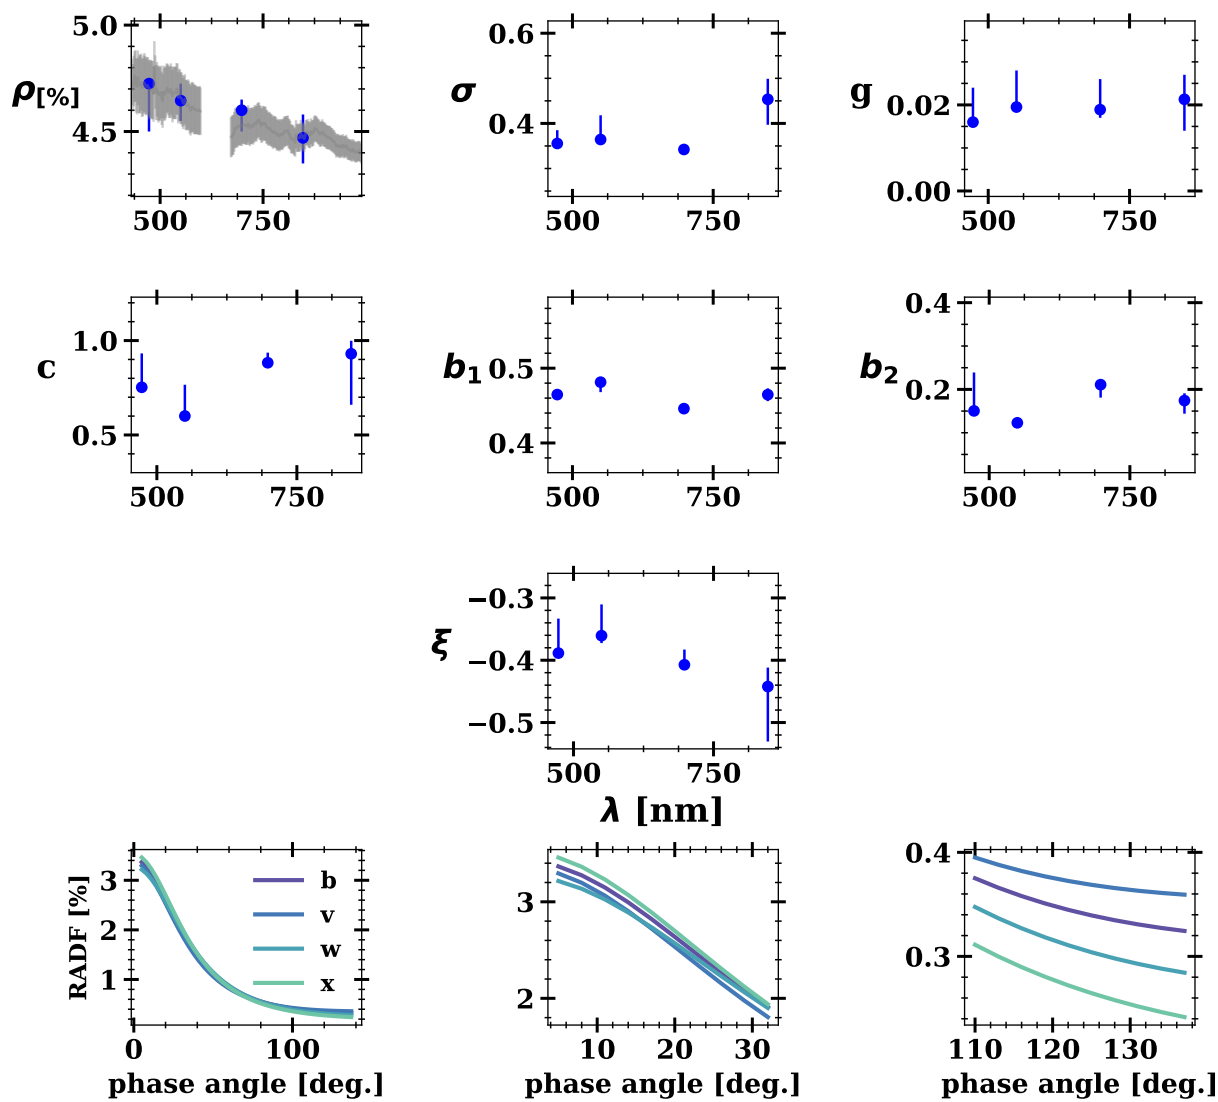 5.0
4.5
ρ[%]
500 750
0.6
0.4
σ
500 750
0.02
0.00
g
500 750
1.0
0.5
c
500 750
0.5
0.4
b1
500 750
0.4
0.2
b2
500 750
−0.3
−0.4
−0.5
ξ
500 750
λ [nm]
3
2
1
RADF [%]
b
v
w
x
0 100
phase angle [deg.]
3
2
10 20 30
phase angle [deg.]
0.4
0.3
110 120 130
phase angle [deg.]